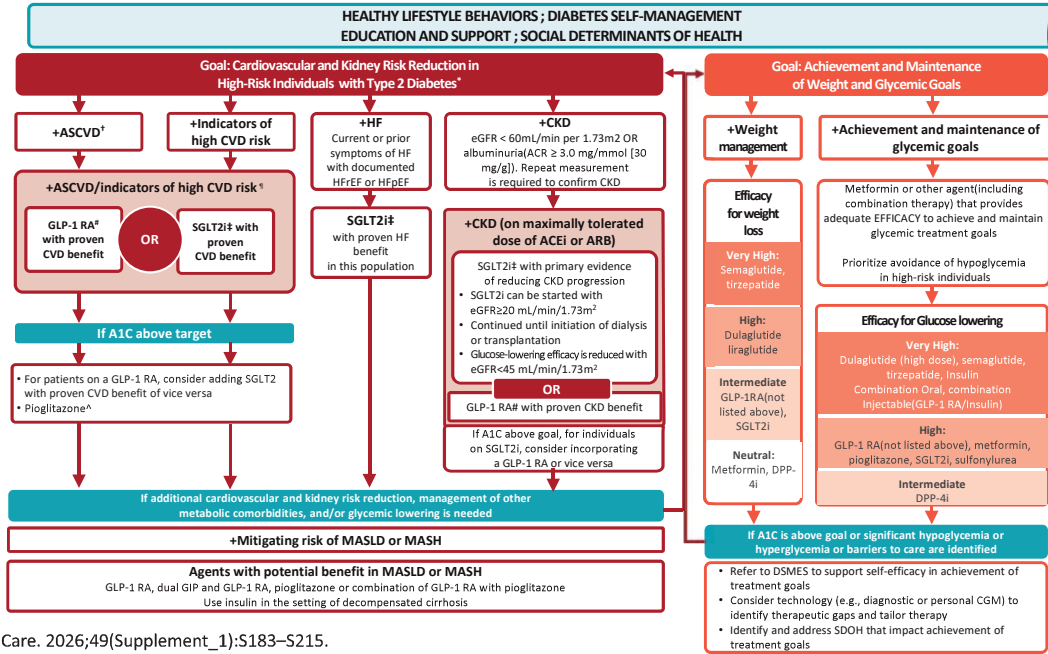 HEALTHY LIFESTYLE BEHAVIORS ; DIABETES SELF-MANAGEMENT
EDUCATION AND SUPPORT ; SOCIAL DETERMINANTS OF HEALTH
Goal: Cardiovascular and Kidney Risk Reduction in
High-Risk Individuals with Type 2 Diabetes*
+ASCVD†
+Indicators of
high CVD risk
+ASCVD/indicators of high CVD risk¶
GLP-1 RA#
with proven
CVD benefit
OR
SGLT2i‡ with
proven
CVD benefit
If A1C above target
• For patients on a GLP-1 RA, consider adding SGLT2
with proven CVD benefit of vice versa
• Pioglitazone^
+HF
Current or prior
symptoms of HF
with documented
HFrEF or HFpEF
SGLT2i‡
with proven HF
benefit
in this population
+CKD
eGFR < 60mL/min per 1.73m2 OR
albuminuria(ACR ≥ 3.0 mg/mmol [30
mg/g]). Repeat measurement
is required to confirm CKD
+CKD (on maximally tolerated
dose of ACEi or ARB)
SGLT2i‡ with primary evidence
of reducing CKD progression
• SGLT2i can be started with
eGFR≥20 mL/min/1.73m²
• Continued until initiation of dialysis
or transplantation
• Glucose-lowering efficacy is reduced with
eGFR<45 mL/min/1.73m²
OR
GLP-1 RA# with proven CKD benefit
If A1C above goal, for individuals
on SGLT2i, consider incorporating
a GLP-1 RA or vice versa
If additional cardiovascular and kidney risk reduction, management of other
metabolic comorbidities, and/or glycemic lowering is needed
+Mitigating risk of MASLD or MASH
Agents with potential benefit in MASLD or MASH
GLP-1 RA, dual GIP and GLP-1 RA, pioglitazone or combination of GLP-1 RA with pioglitazone
Use insulin in the setting of decompensated cirrhosis
Goal: Achievement and Maintenance
of Weight and Glycemic Goals
+Weight
management
Efficacy
for weight
loss
Very High:
Semaglutide,
tirzepatide
High:
Dulaglutide
liraglutide
Intermediate
GLP-1RA(not
listed above),
SGLT2i
Neutral:
Metformin, DPP-
4i
+Achievement and maintenance of
glycemic goals
Metformin or other agent(including
combination therapy) that provides
adequate EFFICACY to achieve and maintain
glycemic treatment goals
Prioritize avoidance of hypoglycemia
in high-risk individuals
Efficacy for Glucose lowering
Very High:
Dulaglutide (high dose), semaglutide,
tirzepatide, Insulin
Combination Oral, combination
Injectable(GLP-1 RA/Insulin)
High:
GLP-1 RA(not listed above), metformin,
pioglitazone, SGLT2i, sulfonylurea
Intermediate
DPP-4i
If A1C is above goal or significant hypoglycemia or
hyperglycemia or barriers to care are identified
• Refer to DSMES to support self-efficacy in achievement of
treatment goals
• Consider technology (e.g., diagnostic or personal CGM) to
identify therapeutic gaps and tailor therapy
• Identify and address SDOH that impact achievement of
treatment goals
Care. 2026;49(Supplement_1):S183–S215.